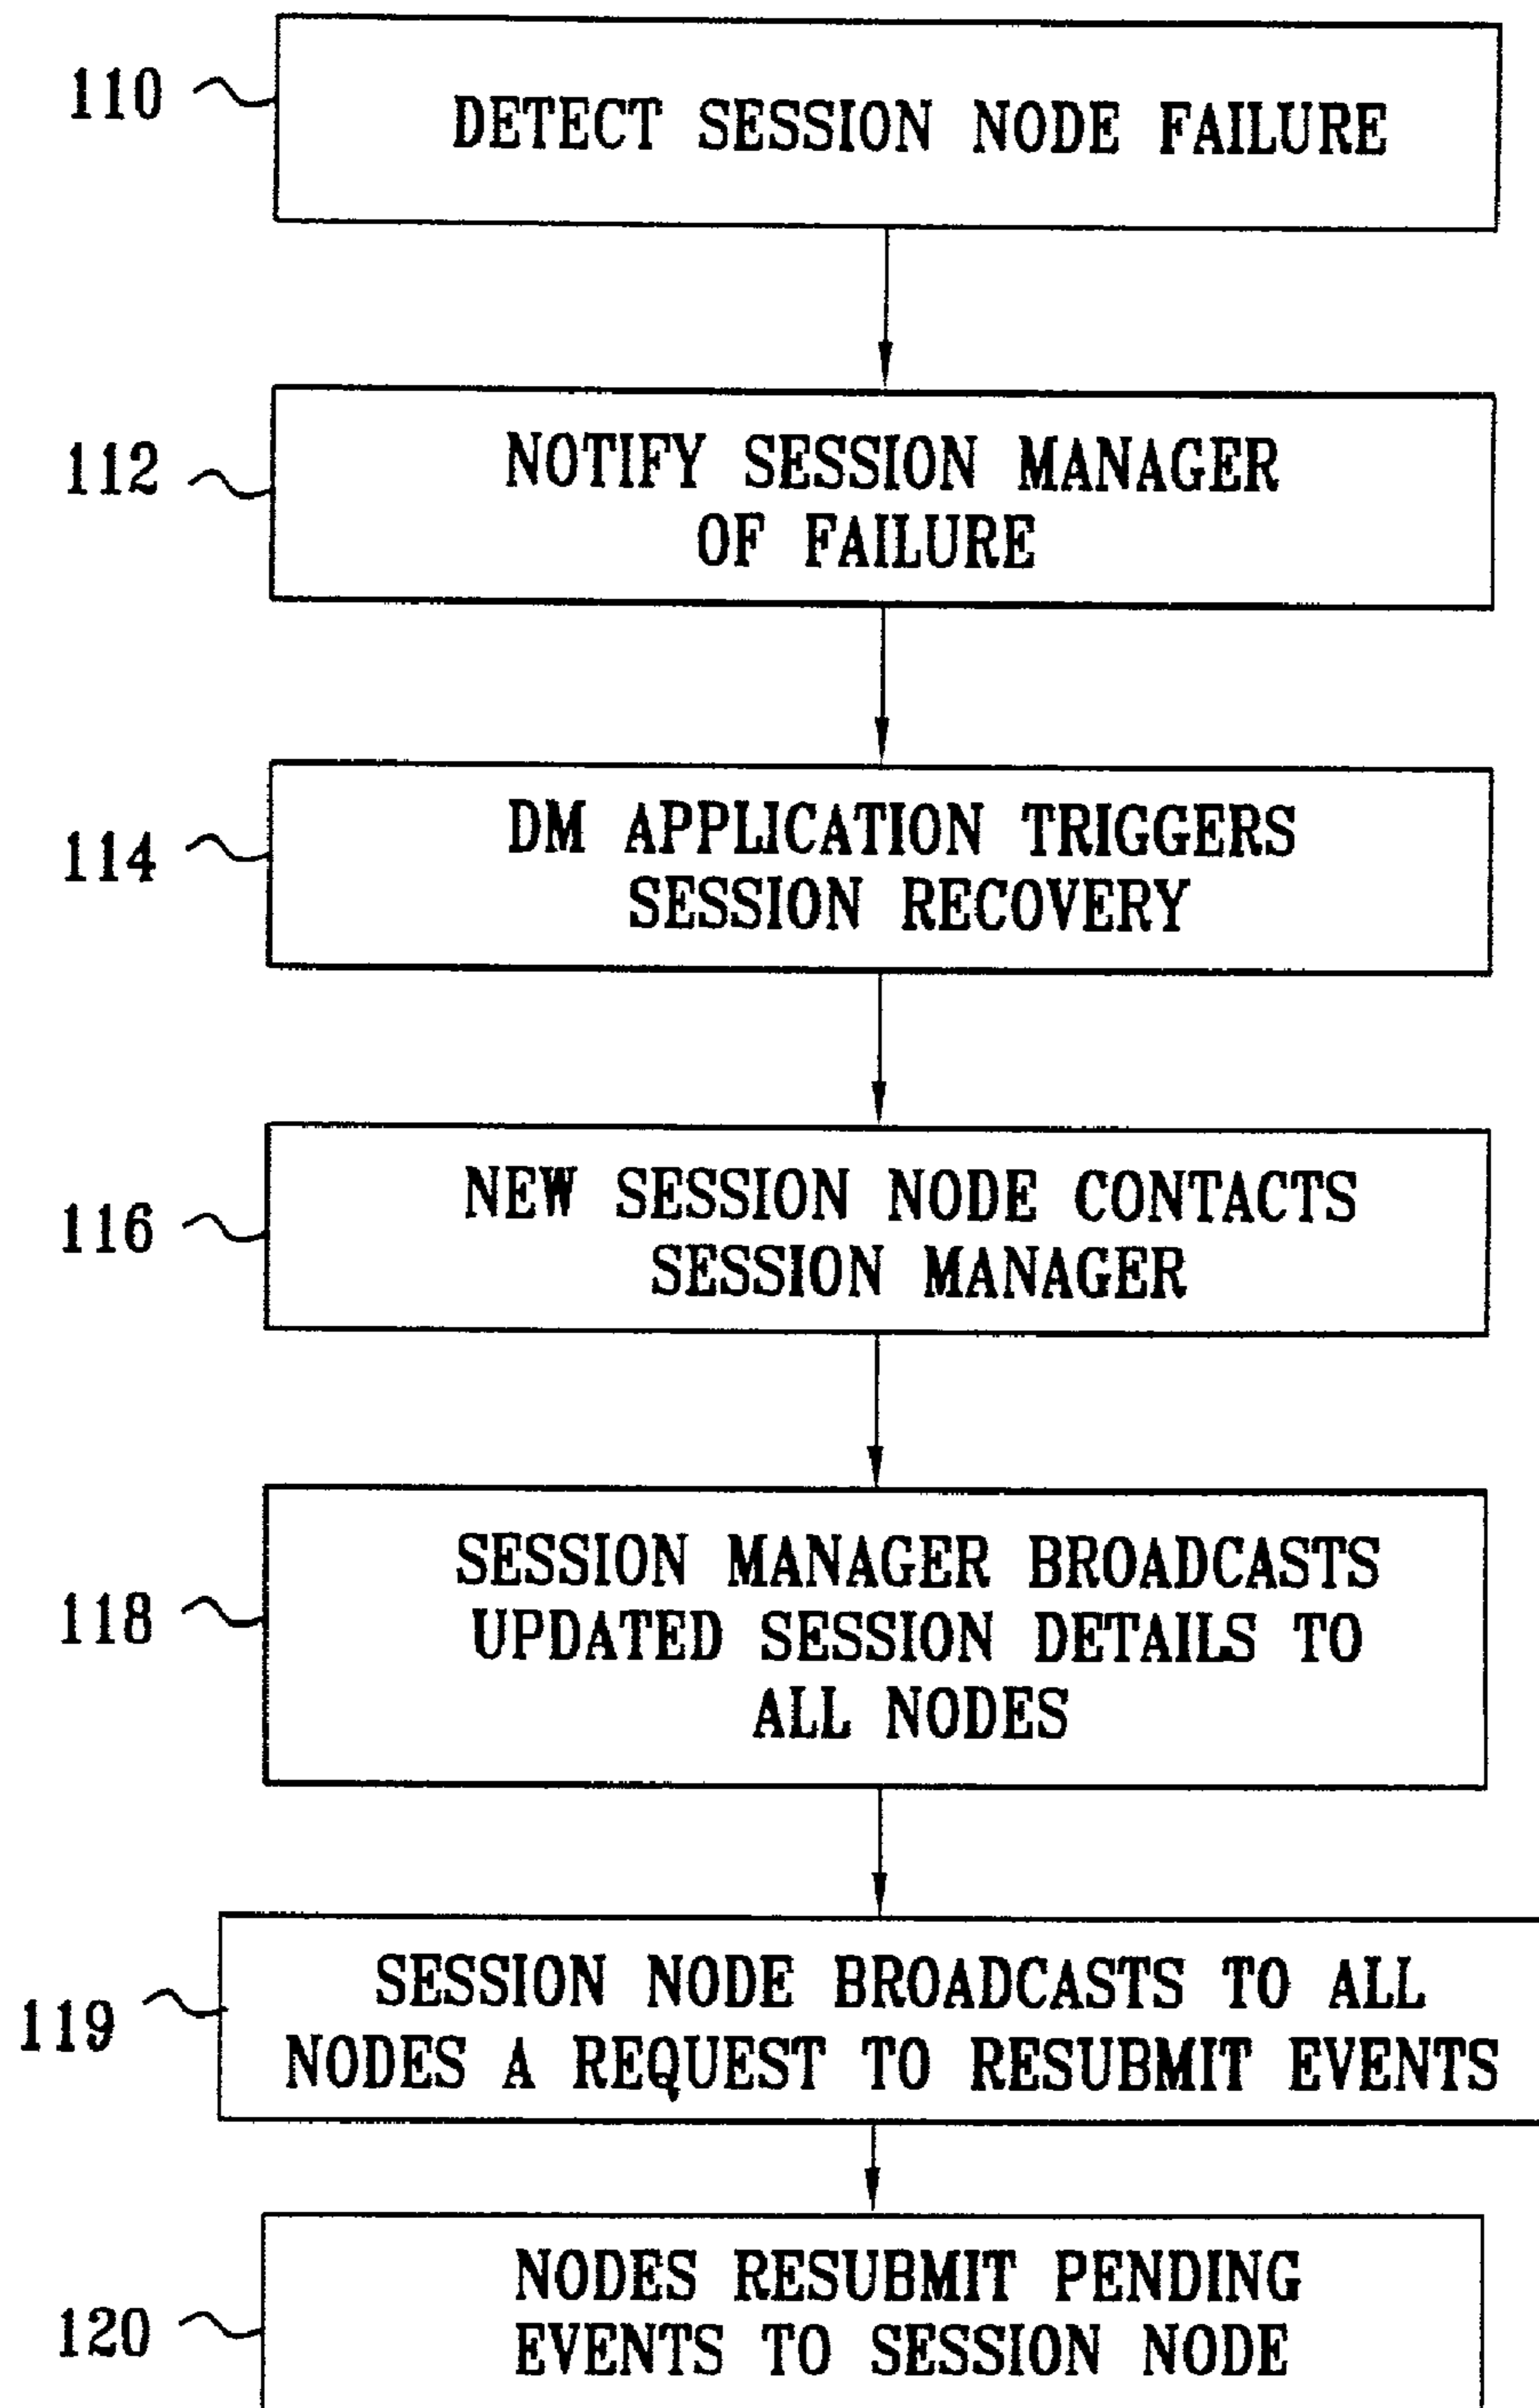 110
DETECT SESSION NODE FAILURE
112
NOTIFY SESSION MANAGER
OF FAILURE
114
DM APPLICATION TRIGGERS
SESSION RECOVERY
116
NEW SESSION NODE CONTACTS
SESSION MANAGER
118
SESSION MANAGER BROADCASTS
UPDATED SESSION DETAILS TO
ALL NODES
119
SESSION NODE BROADCASTS TO ALL
NODES A REQUEST TO RESUBMIT EVENTS
120
NODES RESUBMIT PENDING
EVENTS TO SESSION NODE